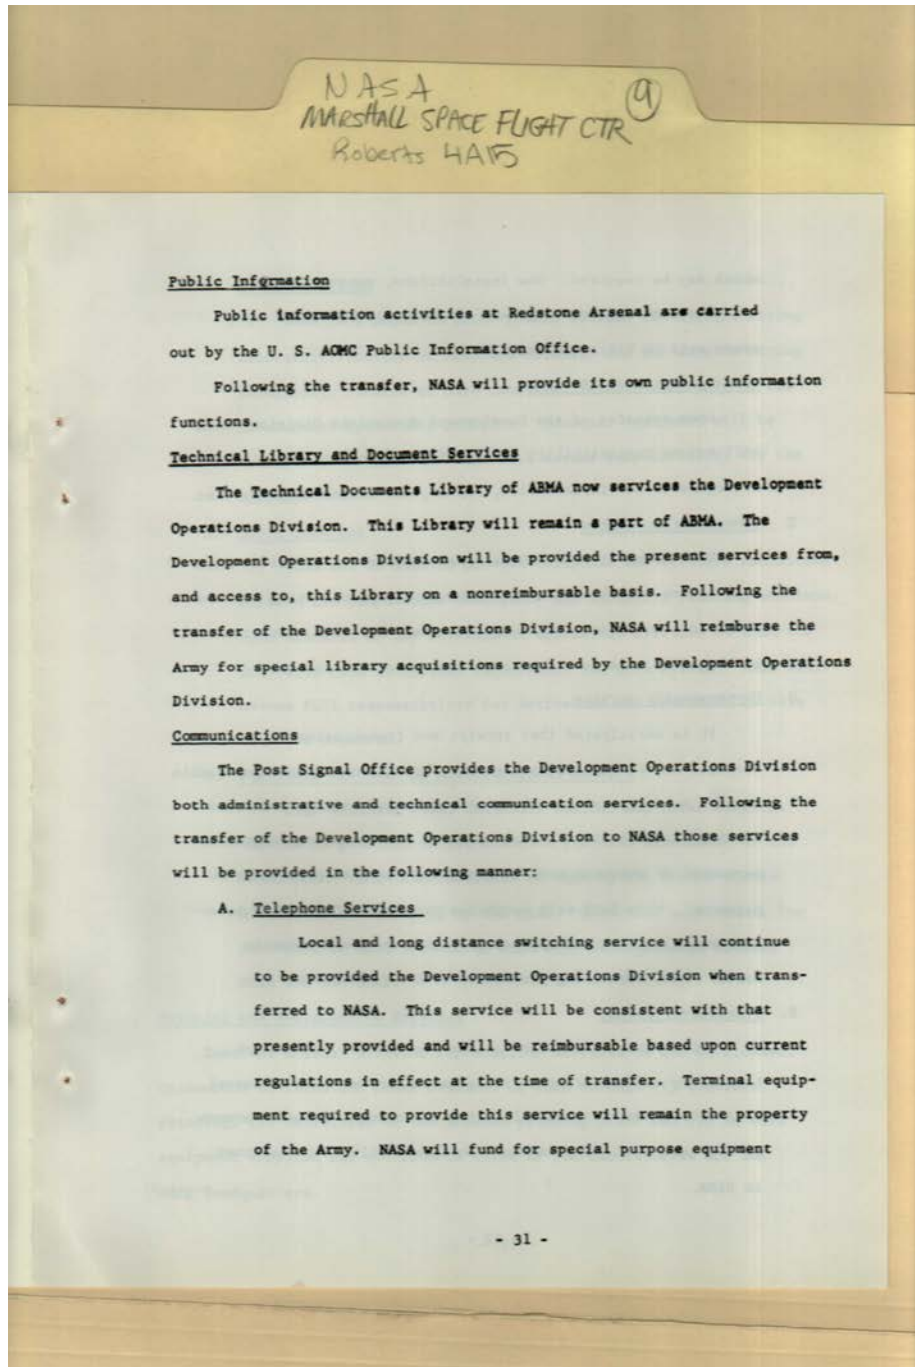 NASA
MARSHALL SPACE FLIGHT CTR
9
Roberts 4A15
Public Information
Public information activities at Redstone Arsenal are carried
out by the U. S. AOMC Public Information Office.
Following the transfer, NASA will provide its own public information
functions.
Technical Library and Document Services
The Technical Documents Library of ABMA now services the Development
Operations Division. This Library will remain a part of ABMA. The
Development Operations Division will be provided the present services from,
and access to, this Library on a nonreimbursable basis. Following the
transfer of the Development Operations Division, NASA will reimburse the
Army for special library acquisitions required by the Development Operations
Division.
Communications
The Post Signal Office provides the Development Operations Division
both administrative and technical communication services. Following the
transfer of the Development Operations Division to NASA those services
will be provided in the following manner:
A. Telephone Services
Local and long distance switching service will continue
to be provided the Development Operations Division when trans-
ferred to NASA. This service will be consistent with that
presently provided and will be reimbursable based upon current
regulations in effect at the time of transfer. Terminal equip-
ment required to provide this service will remain the property
of the Army. NASA will fund for special purpose equipment
- 31 -